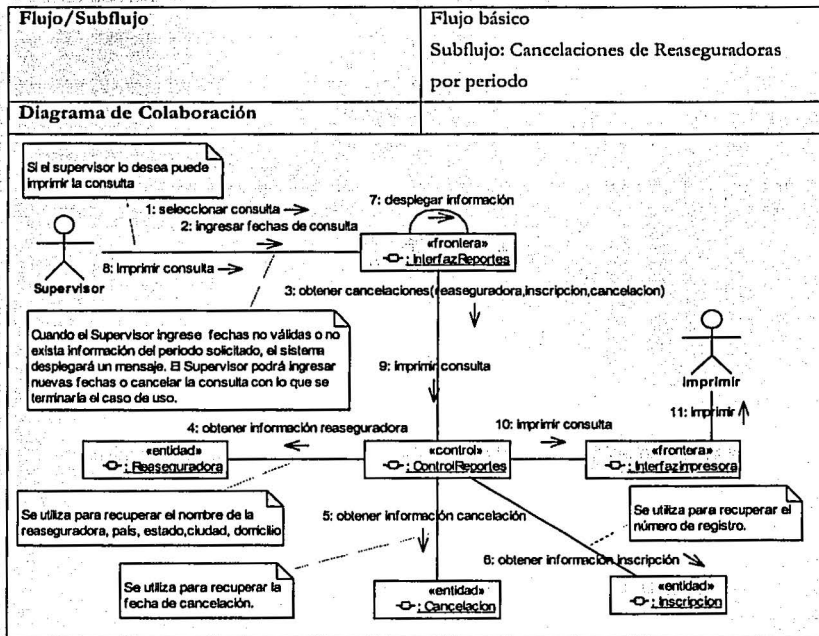 Flujo/Subflujo
Flujo básico
Subflujo: Cancelaciones de Reaseguradoras
por periodo
Diagrama de Colaboración
Si el supervisor lo desea puede
imprimir la consulta
1: seleccionar consulta
2: ingresar fechas de consulta
7: desplegar información
8: Imprimir consulta
Supervisor
«frontera»
: InterfazReportes
3: obtener cancelaciones(reaseguradora,inscripcion,cancelacion)
Cuando el Supervisor ingrese fechas no válidas o no
exista información del periodo solicitado, el sistema
desplegará un mensaje. El Supervisor podrá ingresar
nuevas fechas o cancelar la consulta con lo que se
terminaría el caso de uso.
9: imprimir consulta
Imprimir
11: imprimir
4: obtener información reaseguradora
10: imprimir consulta
«entidad»
: Reaseguradora
«control»
: ControlReportes
«frontera»
: InterfazImpresora
Se utiliza para recuperar el nombre de la
reaseguradora, país, estado,ciudad, domicilio
5: obtener información cancelación
Se utiliza para recuperar el
número de registro.
6: obtener información inscripción
Se utiliza para recuperar la
fecha de cancelación.
«entidad»
: Cancelacion
«entidad»
: Inscripcion